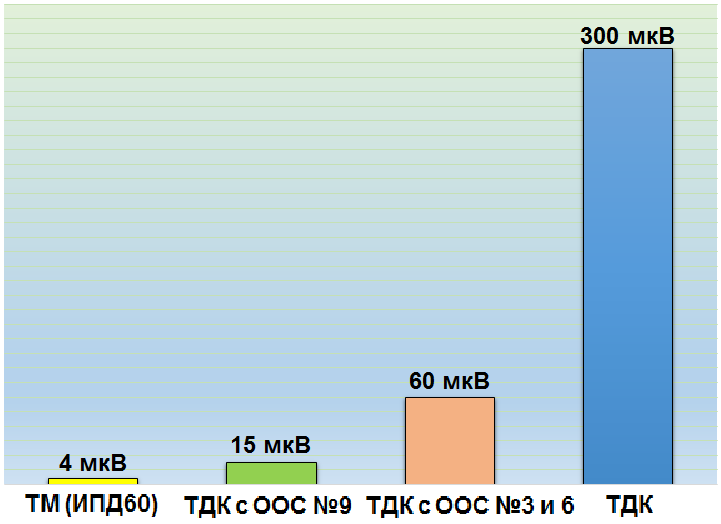 300 мкВ
60 мкВ
15 мкВ
4 мкВ
ТМ (ИПД60)
ТДК с ООС №9
ТДК с ООС №3 и 6
ТДК